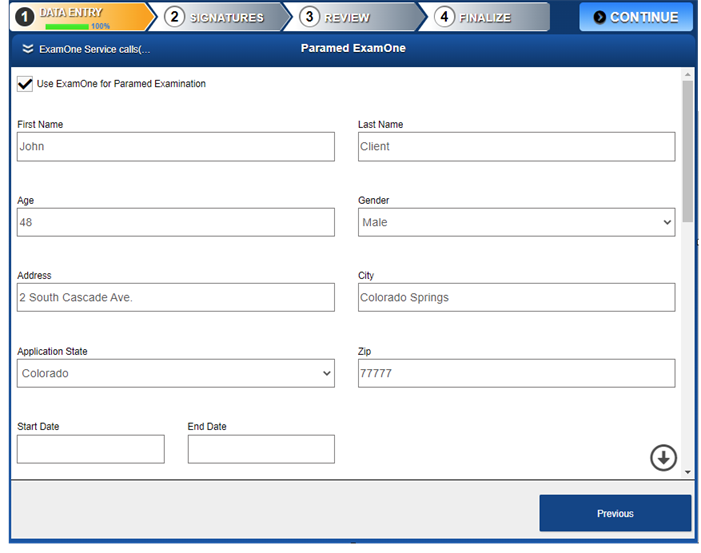 1 DATA ENTRY 100%
2 SIGNATURES
3 REVIEW
4 FINALIZE
CONTINUE
ExamOne Service calls(...
Paramed ExamOne
Use ExamOne for Paramed Examination
First Name
Last Name
John
Client
Age
Gender
48
Male
Address
City
2 South Cascade Ave.
Colorado Springs
Application State
Zip
Colorado
77777
Start Date
End Date
Previous